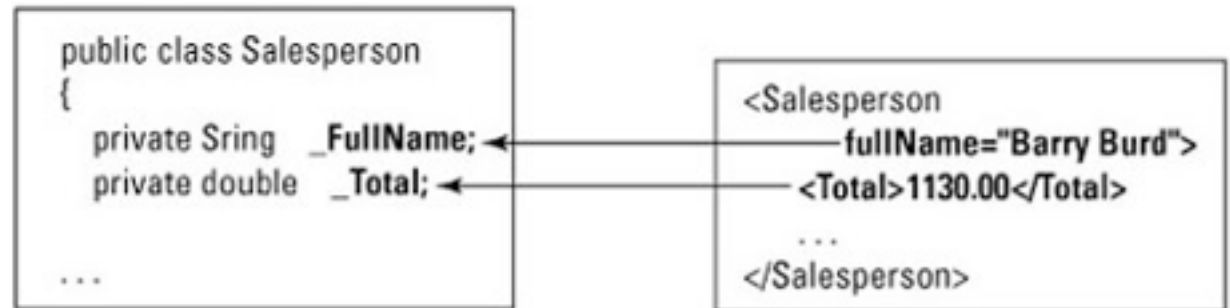 public class Salesperson
{
private Sring _FullName;
private double _Total;
...
<Salesperson
fullName="Barry Burd">
<Total>1130.00</Total>
...
</Salesperson>